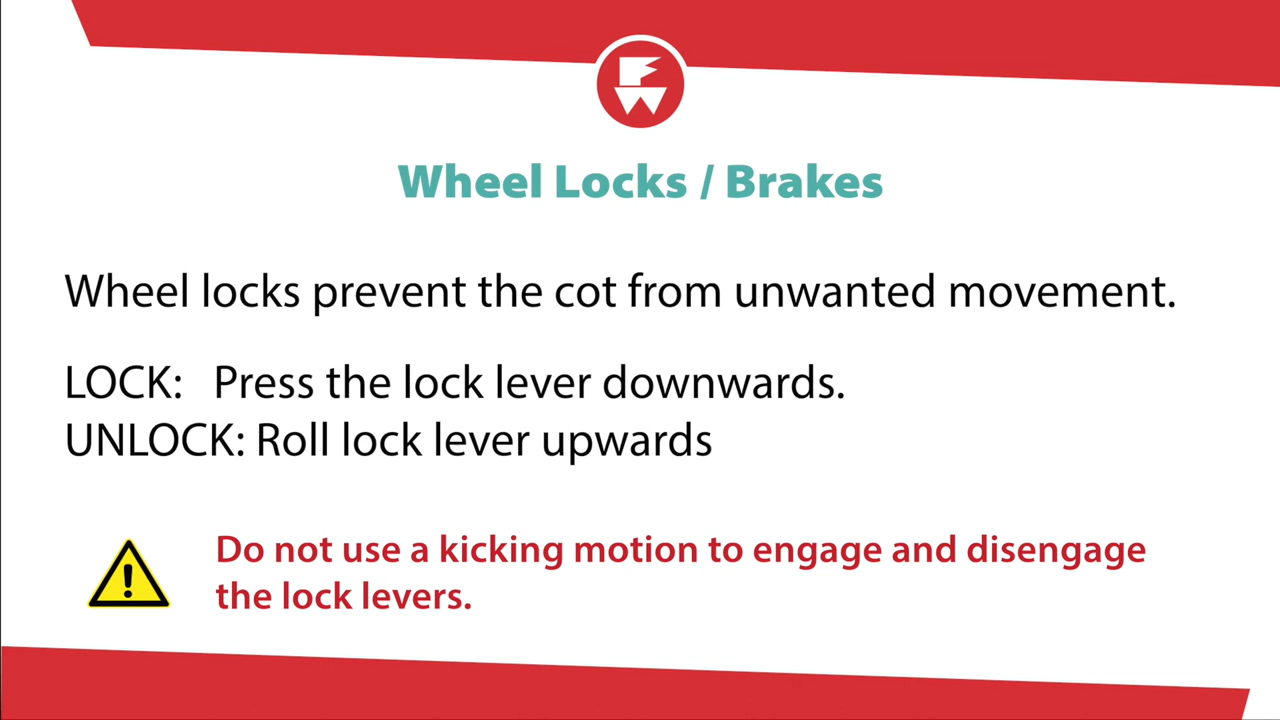 Wheel Locks / Brakes
Wheel locks prevent the cot from unwanted movement.
LOCK: Press the lock lever downwards.
UNLOCK: Roll lock lever upwards
Do not use a kicking motion to engage and disengage
the lock levers.